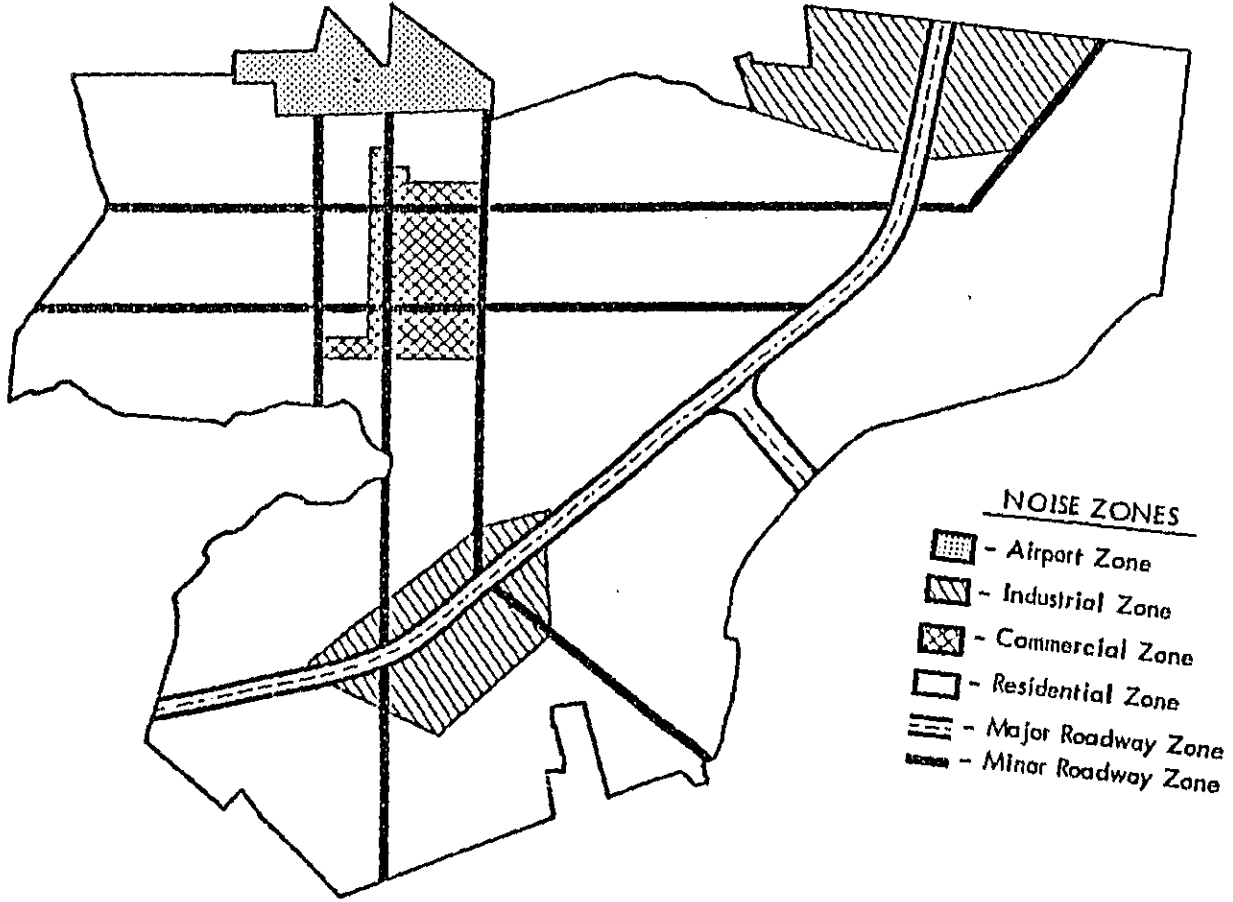 NOISE ZONES
- Airport Zone
- Industrial Zone
- Commercial Zone
- Residential Zone
- Major Roadway Zone
- Minor Roadway Zone